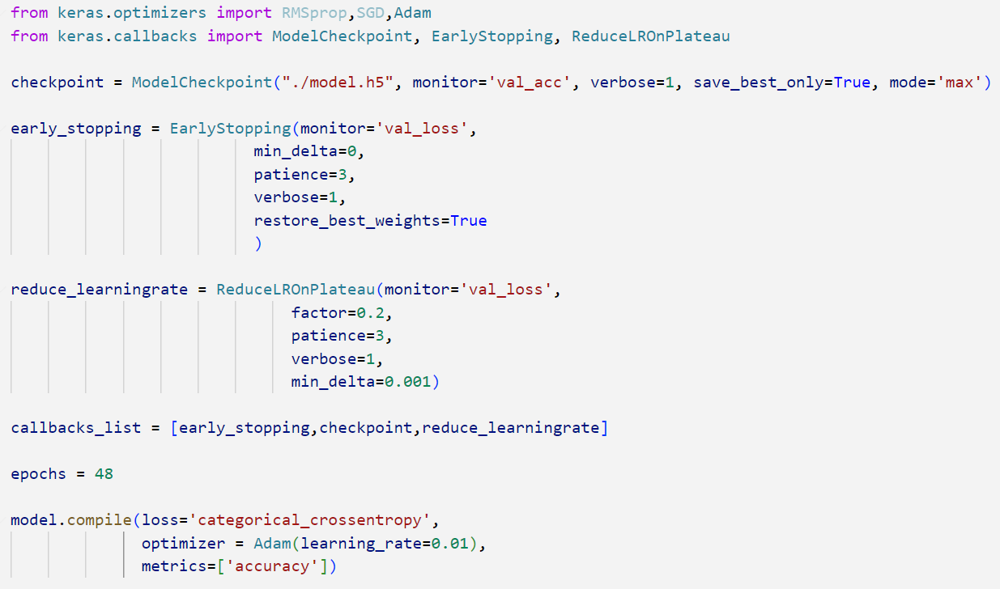 from keras.optimizers import RMSprop,SGD,Adam
from keras.callbacks import ModelCheckpoint, EarlyStopping, ReduceLROnPlateau
checkpoint = ModelCheckpoint("./model.h5", monitor='val_acc', verbose=1, save_best_only=True, mode='max')
early_stopping = EarlyStopping(monitor='val_loss',
min_delta=0,
patience=3,
verbose=1,
restore_best_weights=True
)
reduce_learningrate = ReduceLROnPlateau(monitor='val_loss',
factor=0.2,
patience=3,
verbose=1,
min_delta=0.001)
callbacks_list = [early_stopping,checkpoint,reduce_learningrate]
epochs = 48
model.compile(loss='categorical_crossentropy',
optimizer = Adam(learning_rate=0.01),
metrics=['accuracy'])